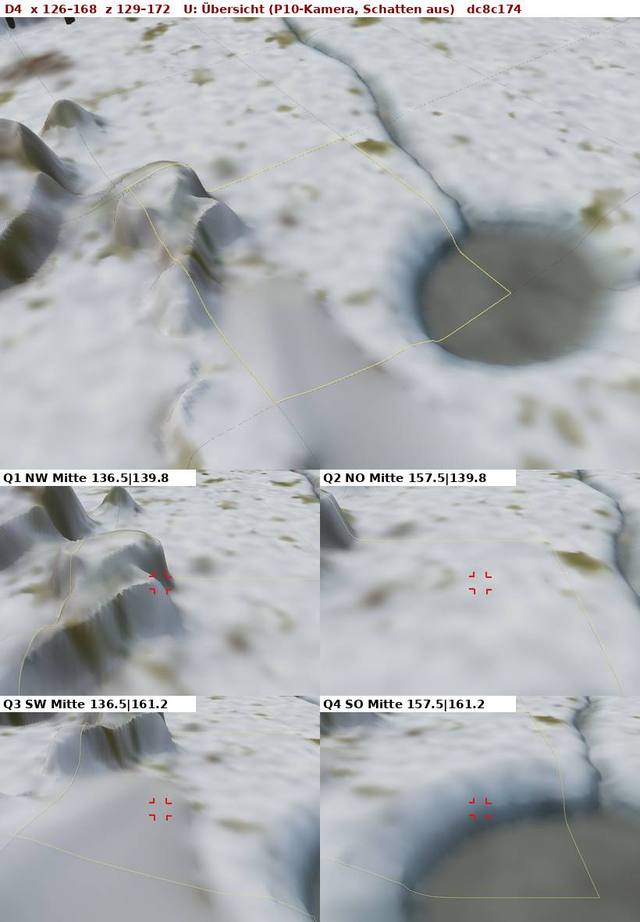 D4  x 126–168  z 129–172   U: Übersicht (P10-Kamera, Schatten aus)   dc8c174
Q1 NW Mitte 136.5|139.8
Q2 NO Mitte 157.5|139.8
Q3 SW Mitte 136.5|161.2
Q4 SO Mitte 157.5|161.2